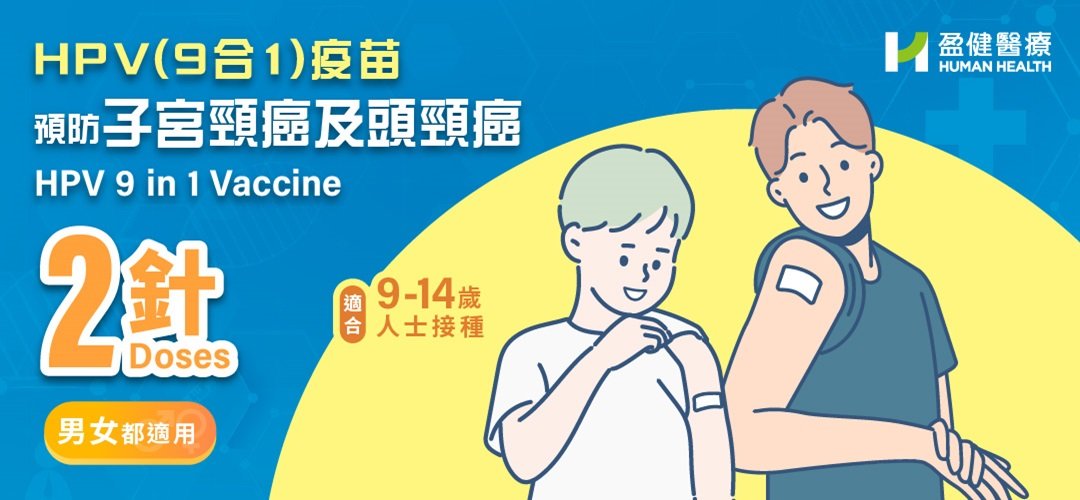 HPV(9合1)疫苗
預防子宮頸癌及頭頸癌
HPV 9 in 1 Vaccine
2針
Doses
適合
9-14歲
人士接種
男女都適用
盈健醫療
HUMAN HEALTH